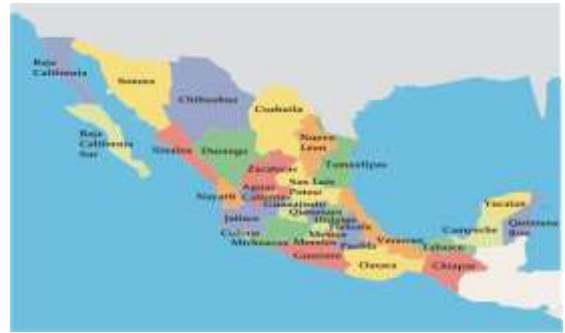 Baja
California
Sonora
Chihuahua
Cuahuila
Baja
California
Sur
Sinaloa
Durango
Nuevo
Leon
Tamaulipas
Zacatecas
San Luis
Potosi
Nayarit
Aguas
Calientes
Guanajuato
Queretaro
Hidalgo
Jalisco
Colima
Michoacan
Mexico
Morelos
Puebla
Veracruz
Guerrero
Oaxaca
Tabasco
Chiapas
Campeche
Yucatan
Quintana
Roo